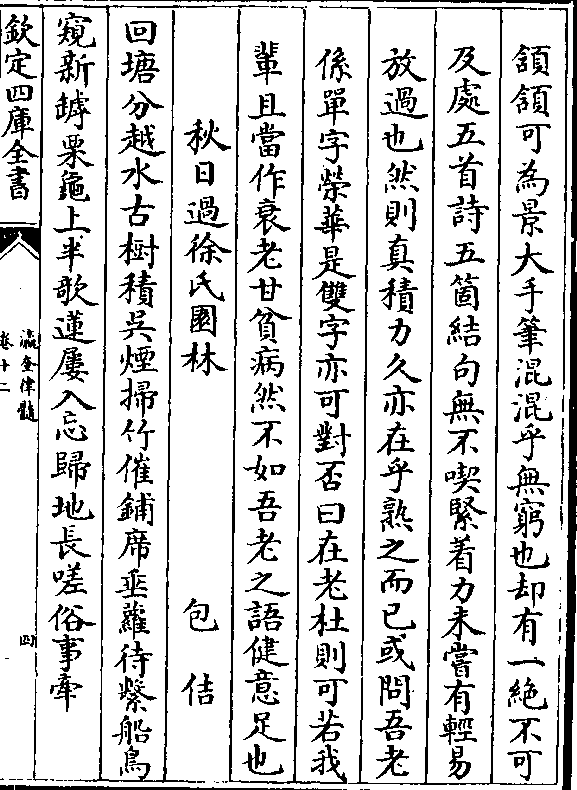 頷頷可為景大手筆混混乎無窮也却有一絶不可
及處五首詩五箇結句無不喫緊着力未嘗有輕易
放過也然則真積力久亦在乎熟之而已或問吾老
係單字榮華是雙字亦可對否曰在老杜則可若我
輩且當作衰老甘貧病然不如吾老之語健意足也
秋日過徐氏園林　包佶
回塘分越水古樹積吳煙掃竹催鋪席垂蘿待繫船鳥
窺新罅栗龜上半欹蓮屢入忘歸地長嗟俗事牽
欽定四庫全書
瀛奎律髓
卷十二
四